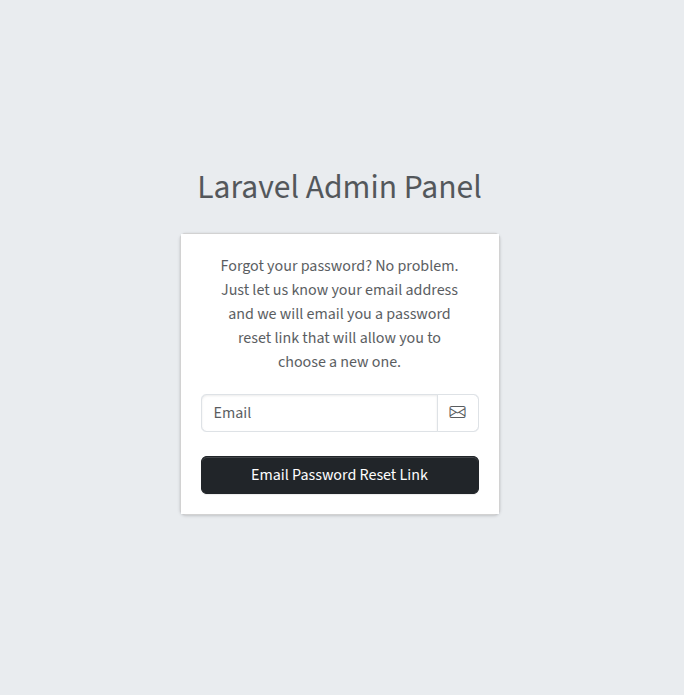 Laravel Admin Panel
Forgot your password? No problem.
Just let us know your email address
and we will email you a password
reset link that will allow you to
choose a new one.
Email
Email Password Reset Link